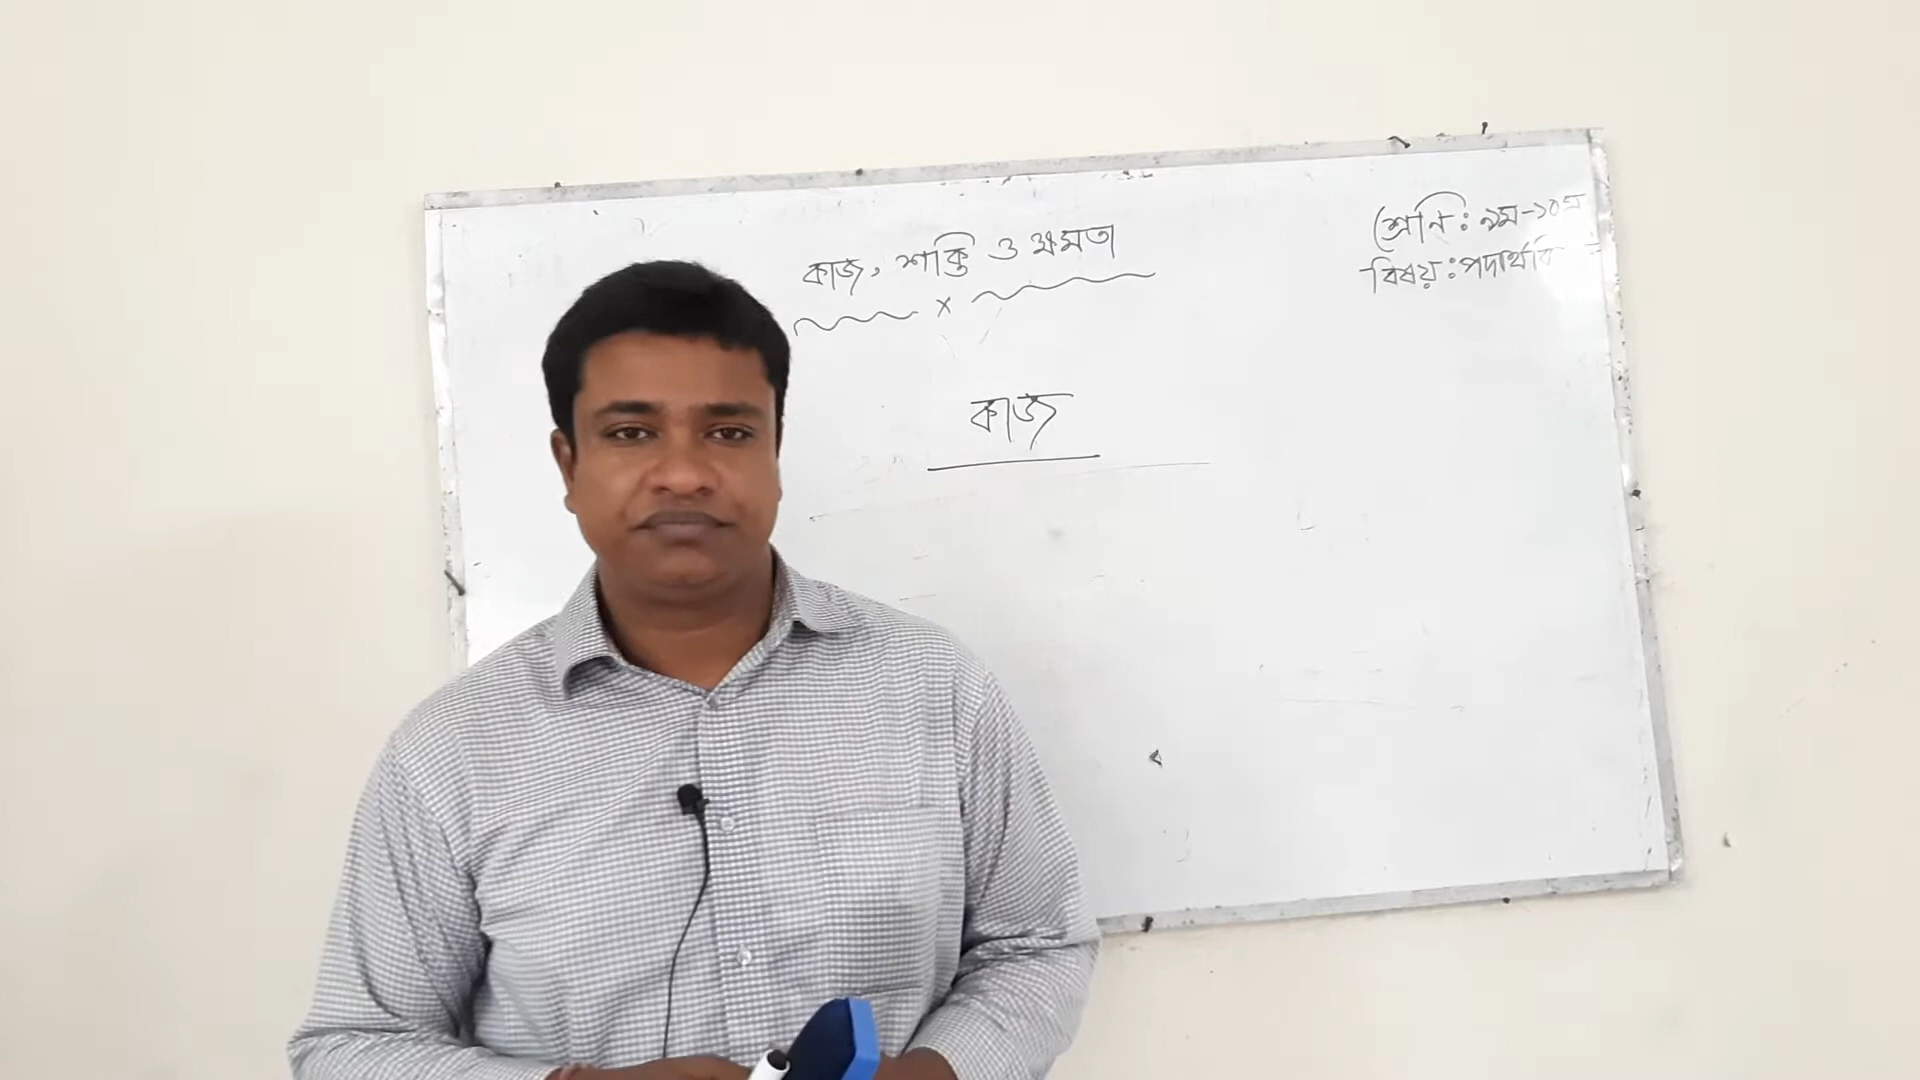 কাজ, শক্তি ও ক্ষমতা
শ্রেণি: ৯ম-১০ম
বিষয়: পদার্থবি
কাজ